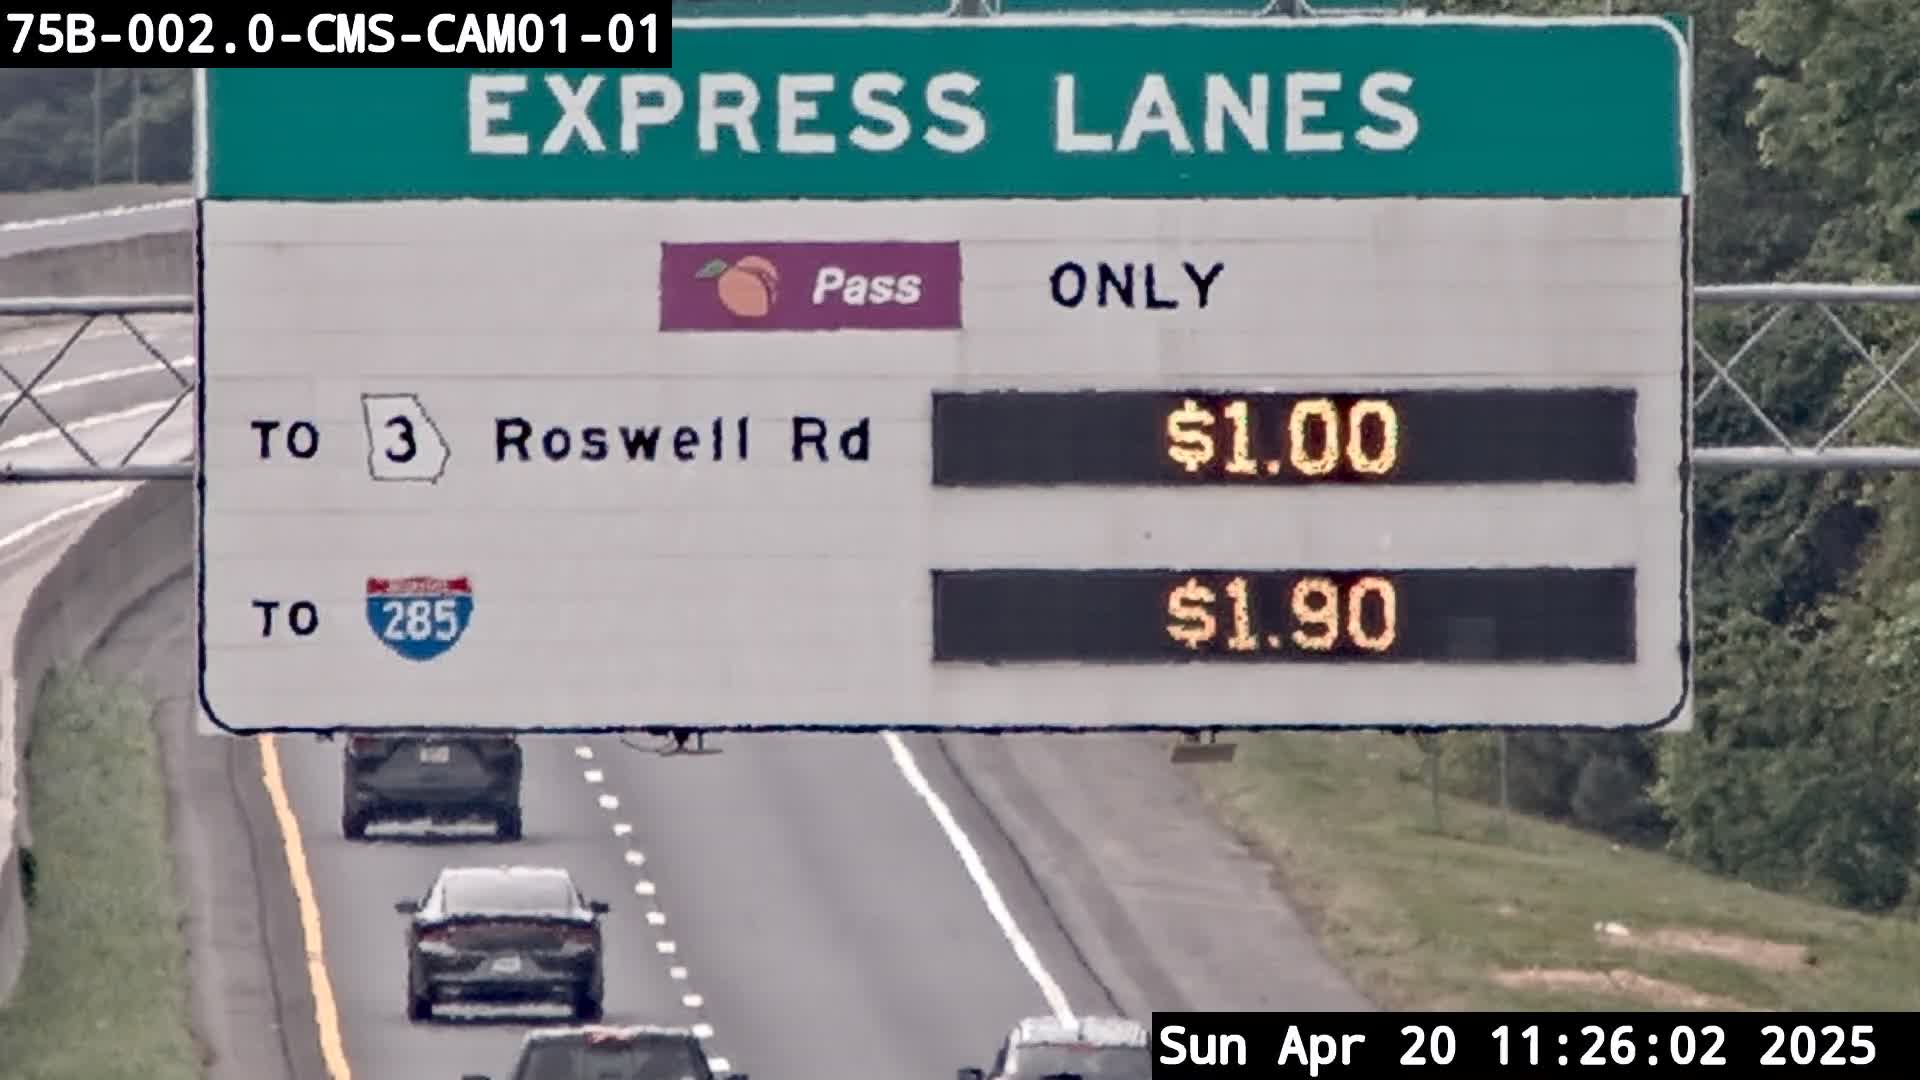 75B-002.0-CMS-CAM01-01
EXPRESS LANES
Pass ONLY
TO 3 Roswell Rd $1.00
TO 285 $1.90
Sun Apr 20 11:26:02 2025